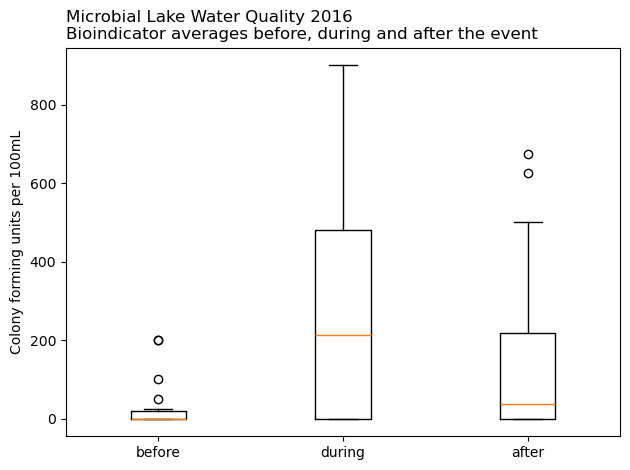 Microbial Lake Water Quality 2016
Bioindicator averages before, during and after the event
Colony forming units per 100mL
800
600
400
200
0
before
during
after